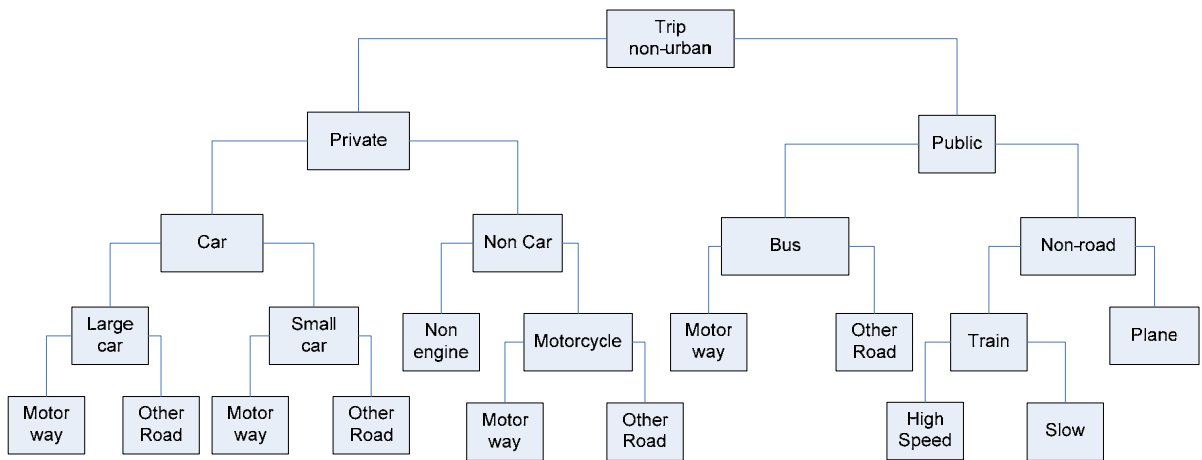 Trip
non-urban
Private
Public
Car
Non Car
Bus
Non-road
Large
car
Small
car
Non
engine
Motorcycle
Motor
way
Other
Road
Train
Plane
Motor
way
Other
Road
Motor
way
Other
Road
Motor
way
Other
Road
High
Speed
Slow